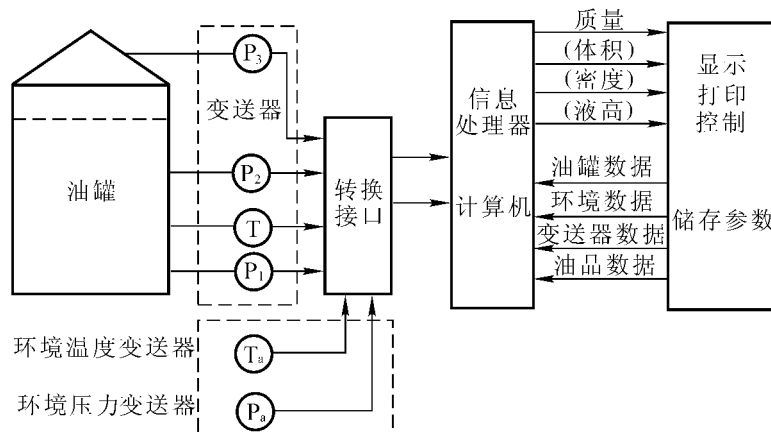 油罐
P3
变送器
P2
T
P1
环境温度变送器
Ta
环境压力变送器
Pa
转换
接口
信息
处理器
计算机
质量
(体积)
(密度)
(液高)
油罐数据
环境数据
变送器数据
油品数据
显示
打印
控制
储存参数